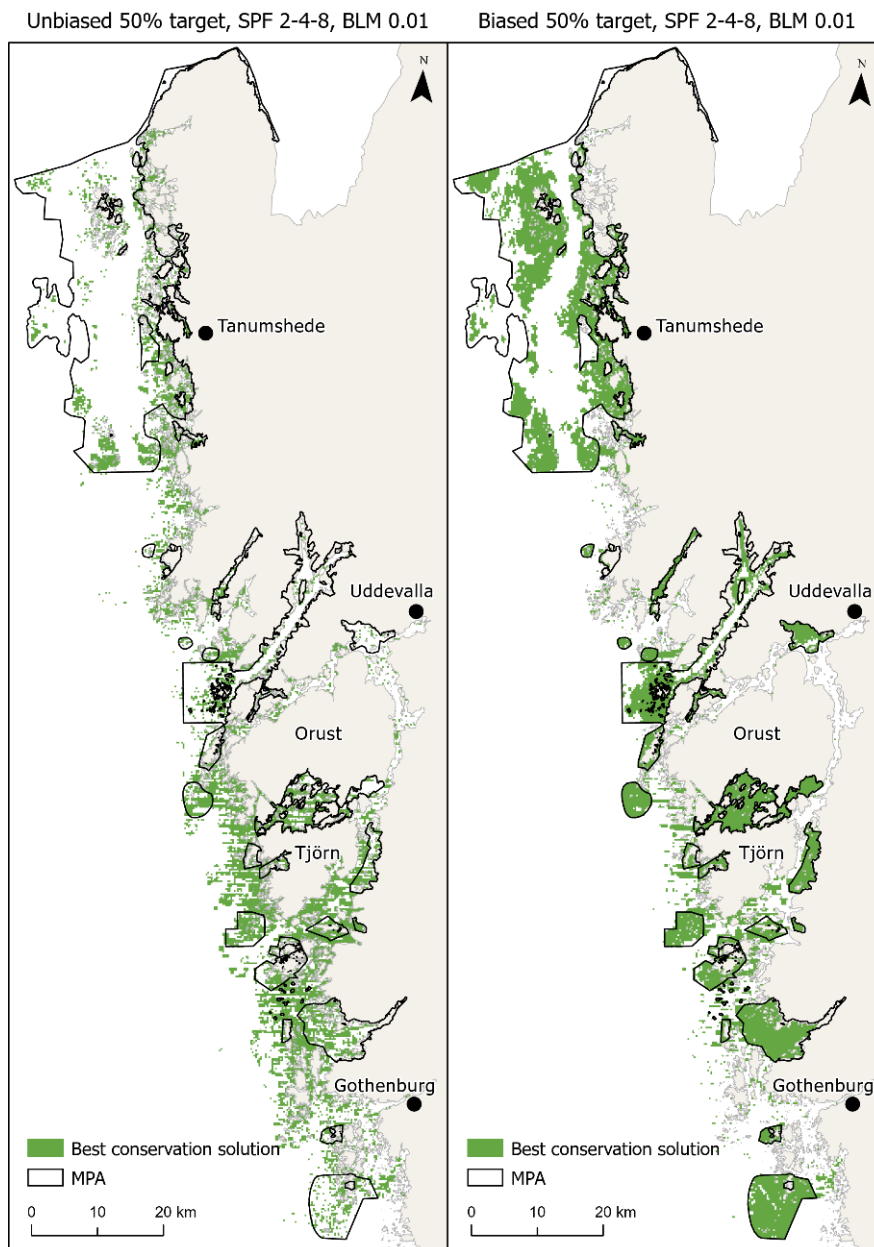 Unbiased 50% target, SPF 2-4-8, BLM 0.01
N
Tanumshede
Uddevalla
Orust
Tjörn
Gothenburg
Best conservation solution
MPA
0 10 20 km
Biased 50% target, SPF 2-4-8, BLM 0.01
N
Tanumshede
Uddevalla
Orust
Tjörn
Gothenburg
Best conservation solution
MPA
0 10 20 km